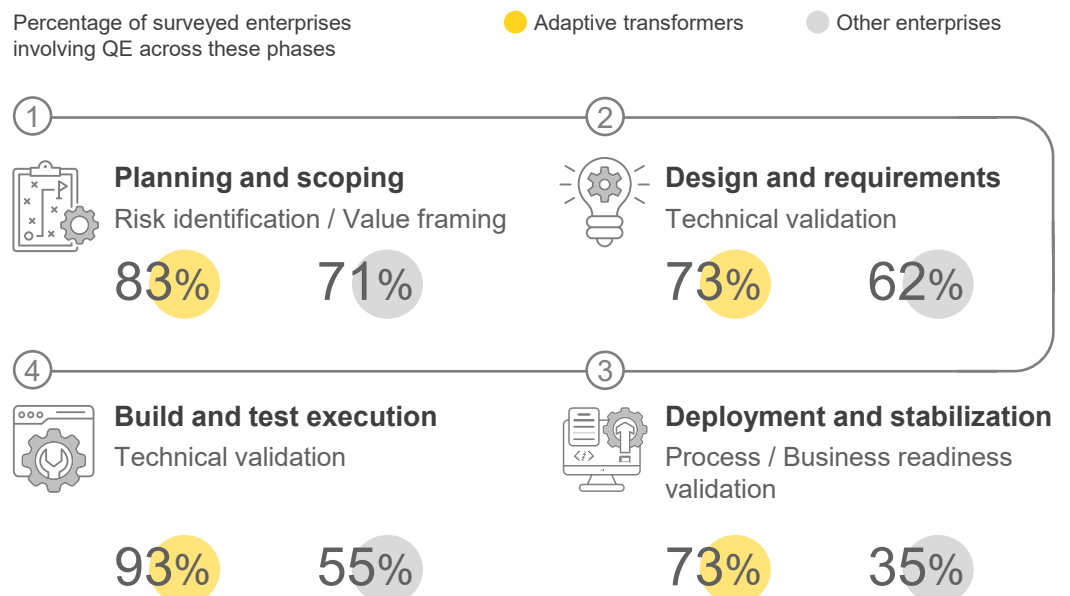 Percentage of surveyed enterprises
involving QE across these phases
Adaptive transformers
Other enterprises
1
Planning and scoping
Risk identification / Value framing
83%
71%
2
Design and requirements
Technical validation
73%
62%
3
Deployment and stabilization
Process / Business readiness
validation
</>
73%
35%
4
Build and test execution
Technical validation
93%
55%